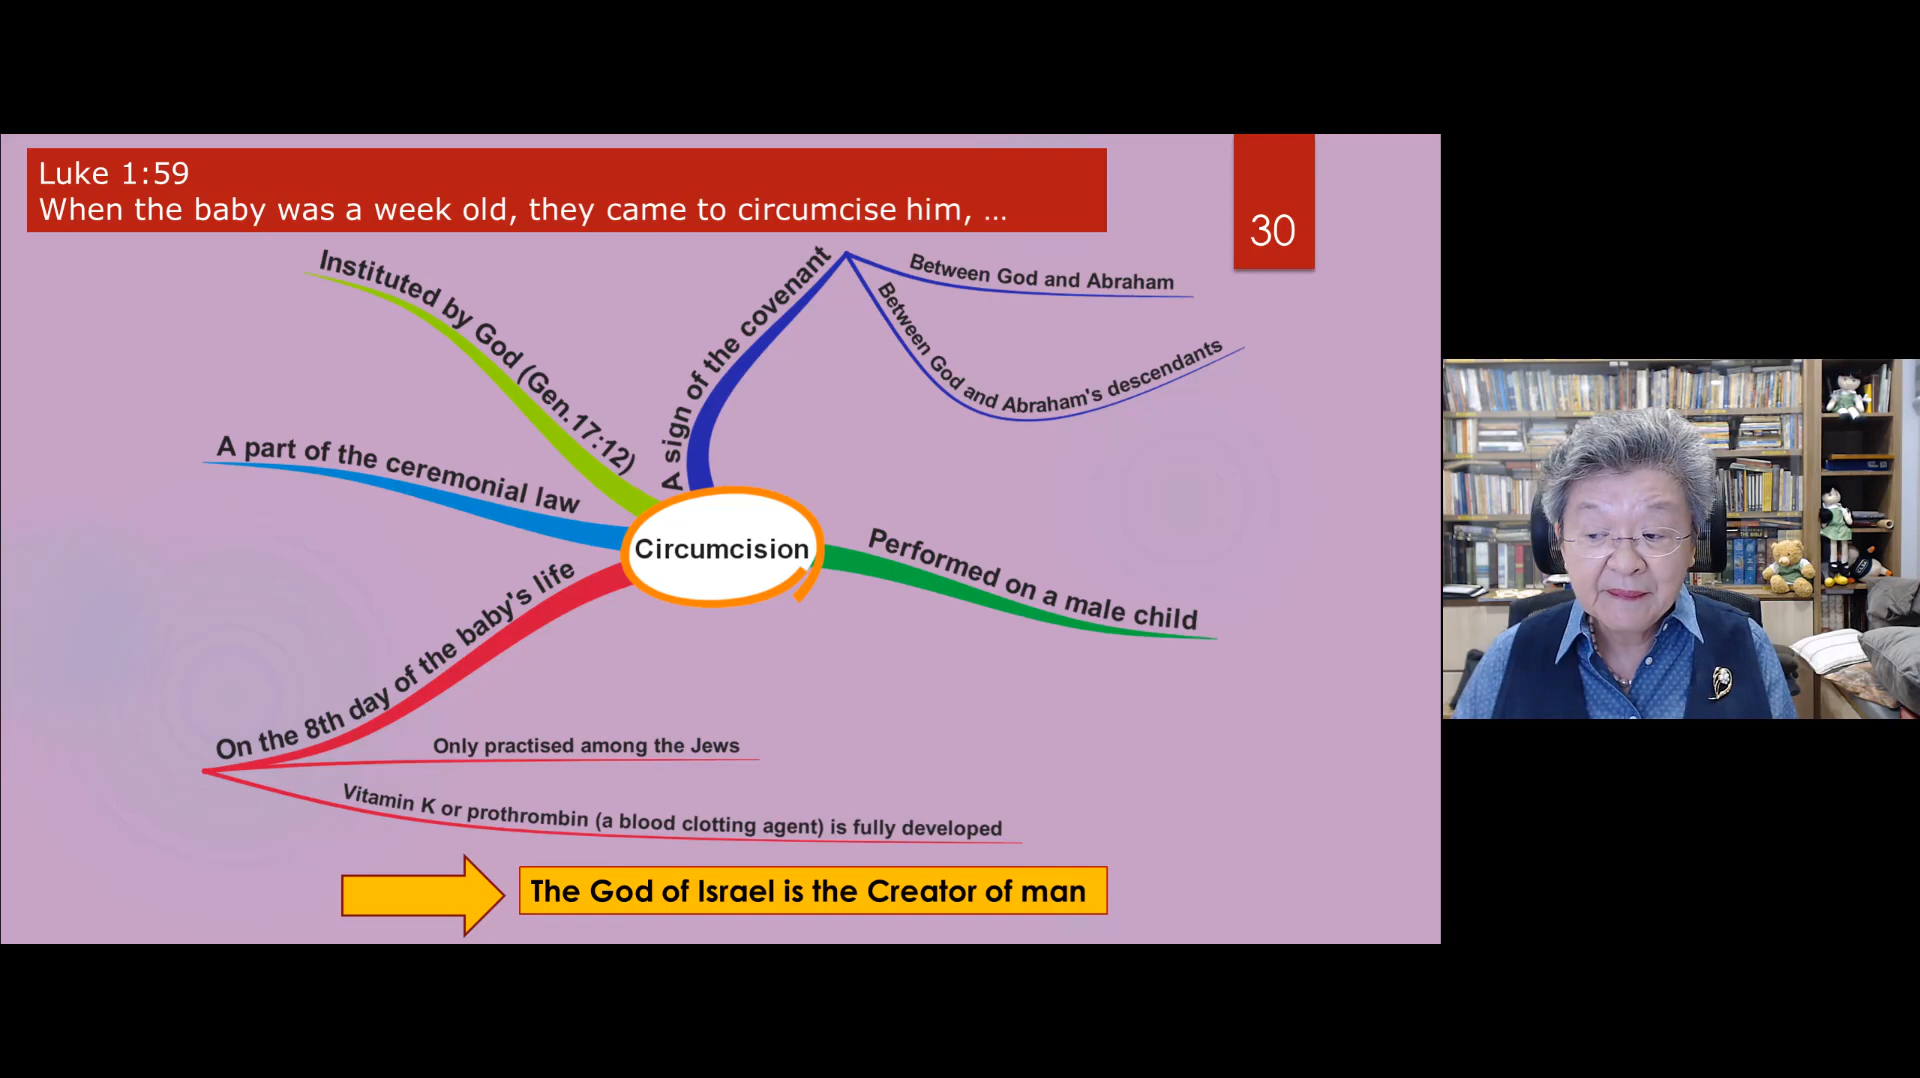 Luke 1:59
When the baby was a week old, they came to circumcise him, ...
30
Instituted by God (Gen.17:12)
A sign of the covenant
Between God and Abraham
Between God and Abraham's descendants
A part of the ceremonial law
Circumcision
Performed on a male child
On the 8th day of the baby's life
Only practised among the Jews
Vitamin K or prothrombin (a blood clotting agent) is fully developed
The God of Israel is the Creator of man